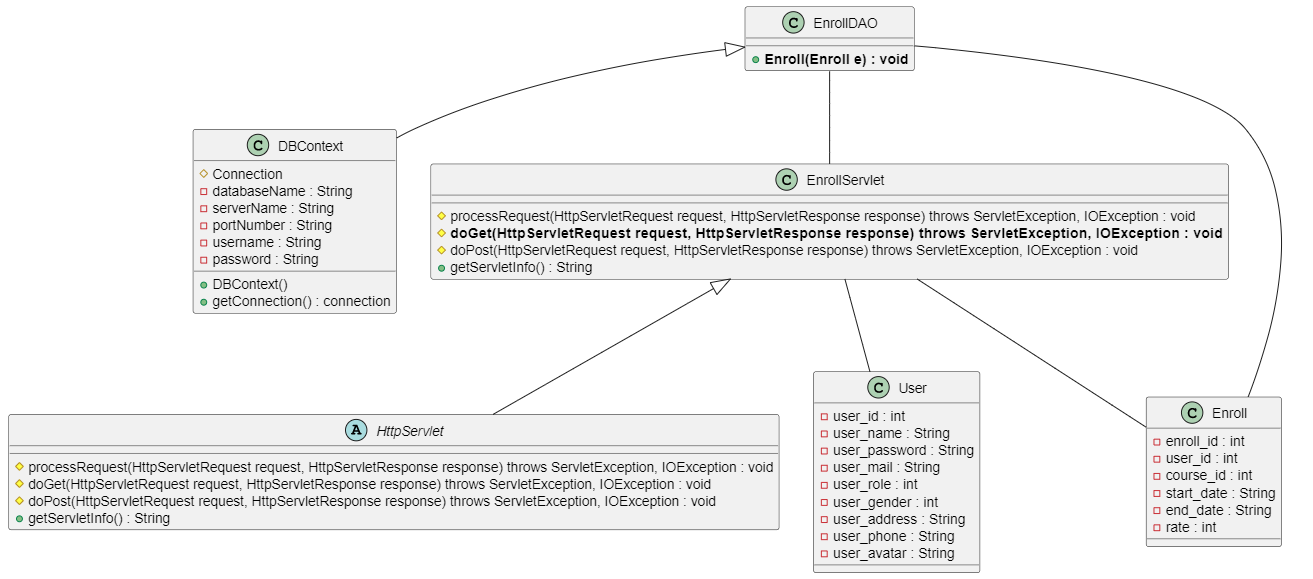 C EnrollDAO
Enroll(Enroll e) : void
C DBContext
Connection
databaseName : String
serverName : String
portNumber : String
username : String
password : String
DBContext()
getConnection() : connection
C EnrollServlet
processRequest(HttpServletRequest request, HttpServletResponse response) throws ServletException, IOException : void
doGet(HttpServletRequest request, HttpServletResponse response) throws ServletException, IOException : void
doPost(HttpServletRequest request, HttpServletResponse response) throws ServletException, IOException : void
getServletInfo() : String
A HttpServlet
processRequest(HttpServletRequest request, HttpServletResponse response) throws ServletException, IOException : void
doGet(HttpServletRequest request, HttpServletResponse response) throws ServletException, IOException : void
doPost(HttpServletRequest request, HttpServletResponse response) throws ServletException, IOException : void
getServletInfo() : String
C User
user_id : int
user_name : String
user_password : String
user_mail : String
user_role : int
user_gender : int
user_address : String
user_phone : String
user_avatar : String
C Enroll
enroll_id : int
user_id : int
course_id : int
start_date : String
end_date : String
rate : int